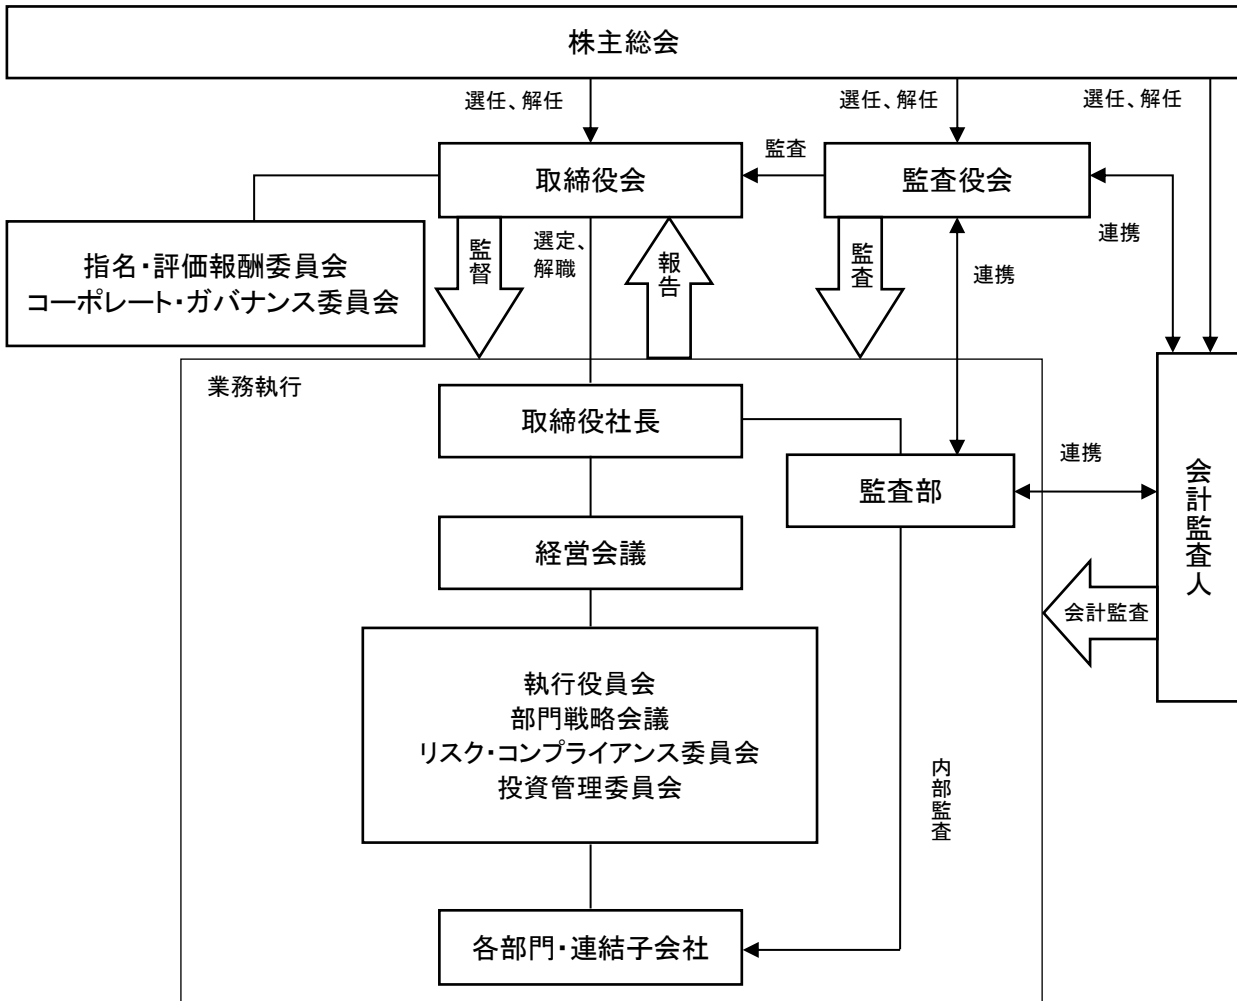 株主総会
選任、解任
選任、解任
選任、解任
取締役会
監査
監査役会
指名・評価報酬委員会
コーポレート・ガバナンス委員会
監督
選定、
解職
報告
監査
連携
連携
業務執行
取締役社長
監査部
連携
会計監査人
経営会議
会計監査
執行役員会
部門戦略会議
リスク・コンプライアンス委員会
投資管理委員会
内部監査
各部門・連結子会社